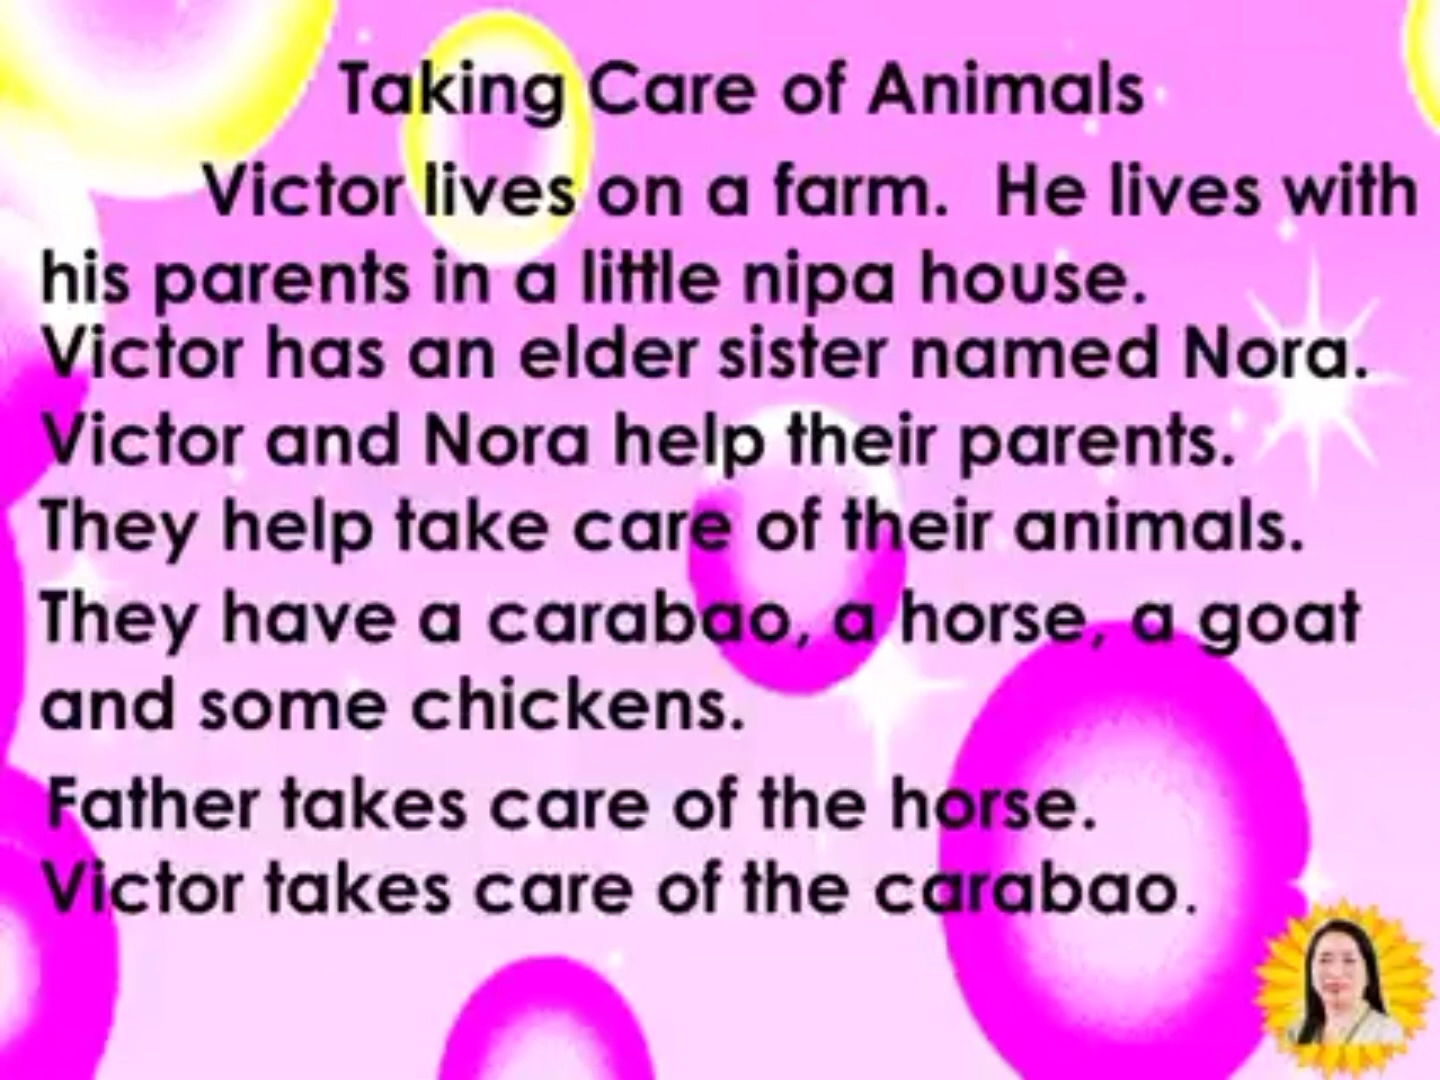 Taking Care of Animals
Victor lives on a farm. He lives with
his parents in a little nipa house.
Victor has an elder sister named Nora.
Victor and Nora help their parents.
They help take care of their animals.
They have a carabao, a horse, a goat
and some chickens.
Father takes care of the horse.
Victor takes care of the carabao.